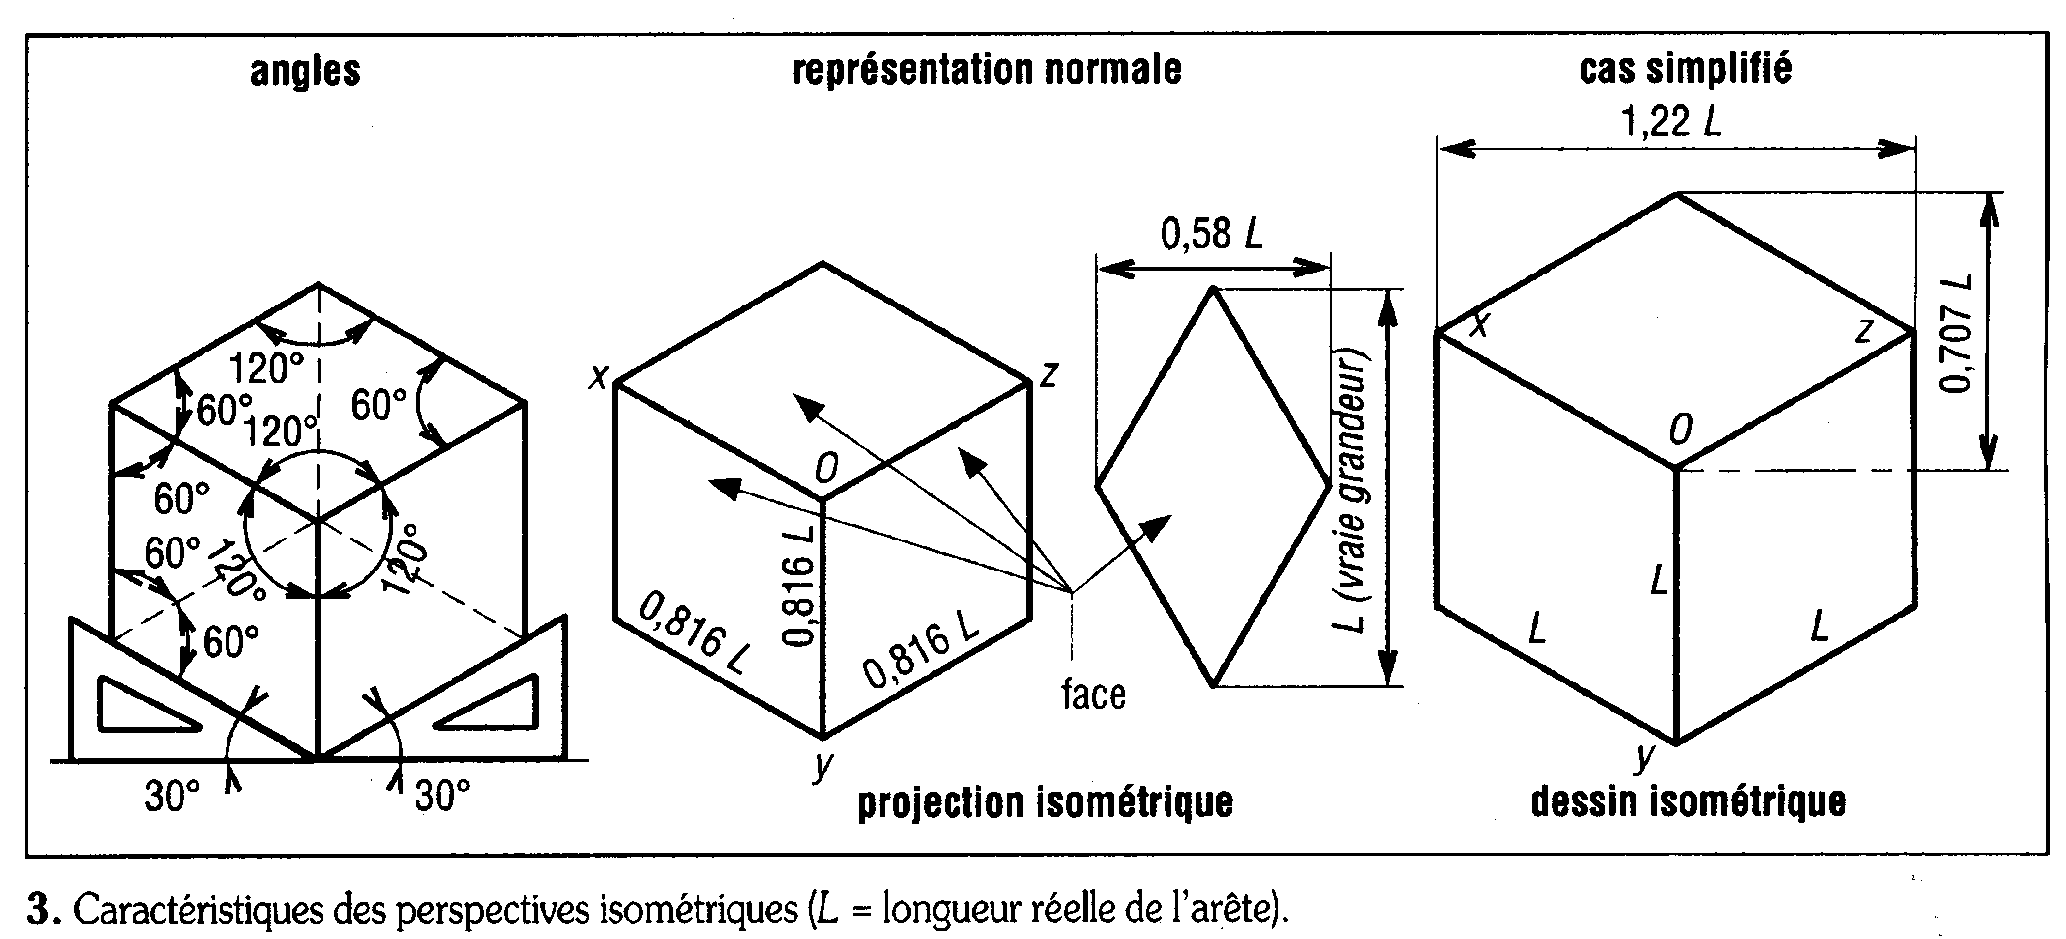 angles
représentation normale
cas simplifié
1,22 L
0,58 L
0,707 L
120°
60°
120°
60°
60°
60°
120°
120°
60°
30°
30°
x
z
O
0,816 L
0,816 L
0,816 L
y
face
L (vraie grandeur)
x
z
O
L
L
L
y
projection isométrique
dessin isométrique
3. Caractéristiques des perspectives isométriques (L = longueur réelle de l'arête).